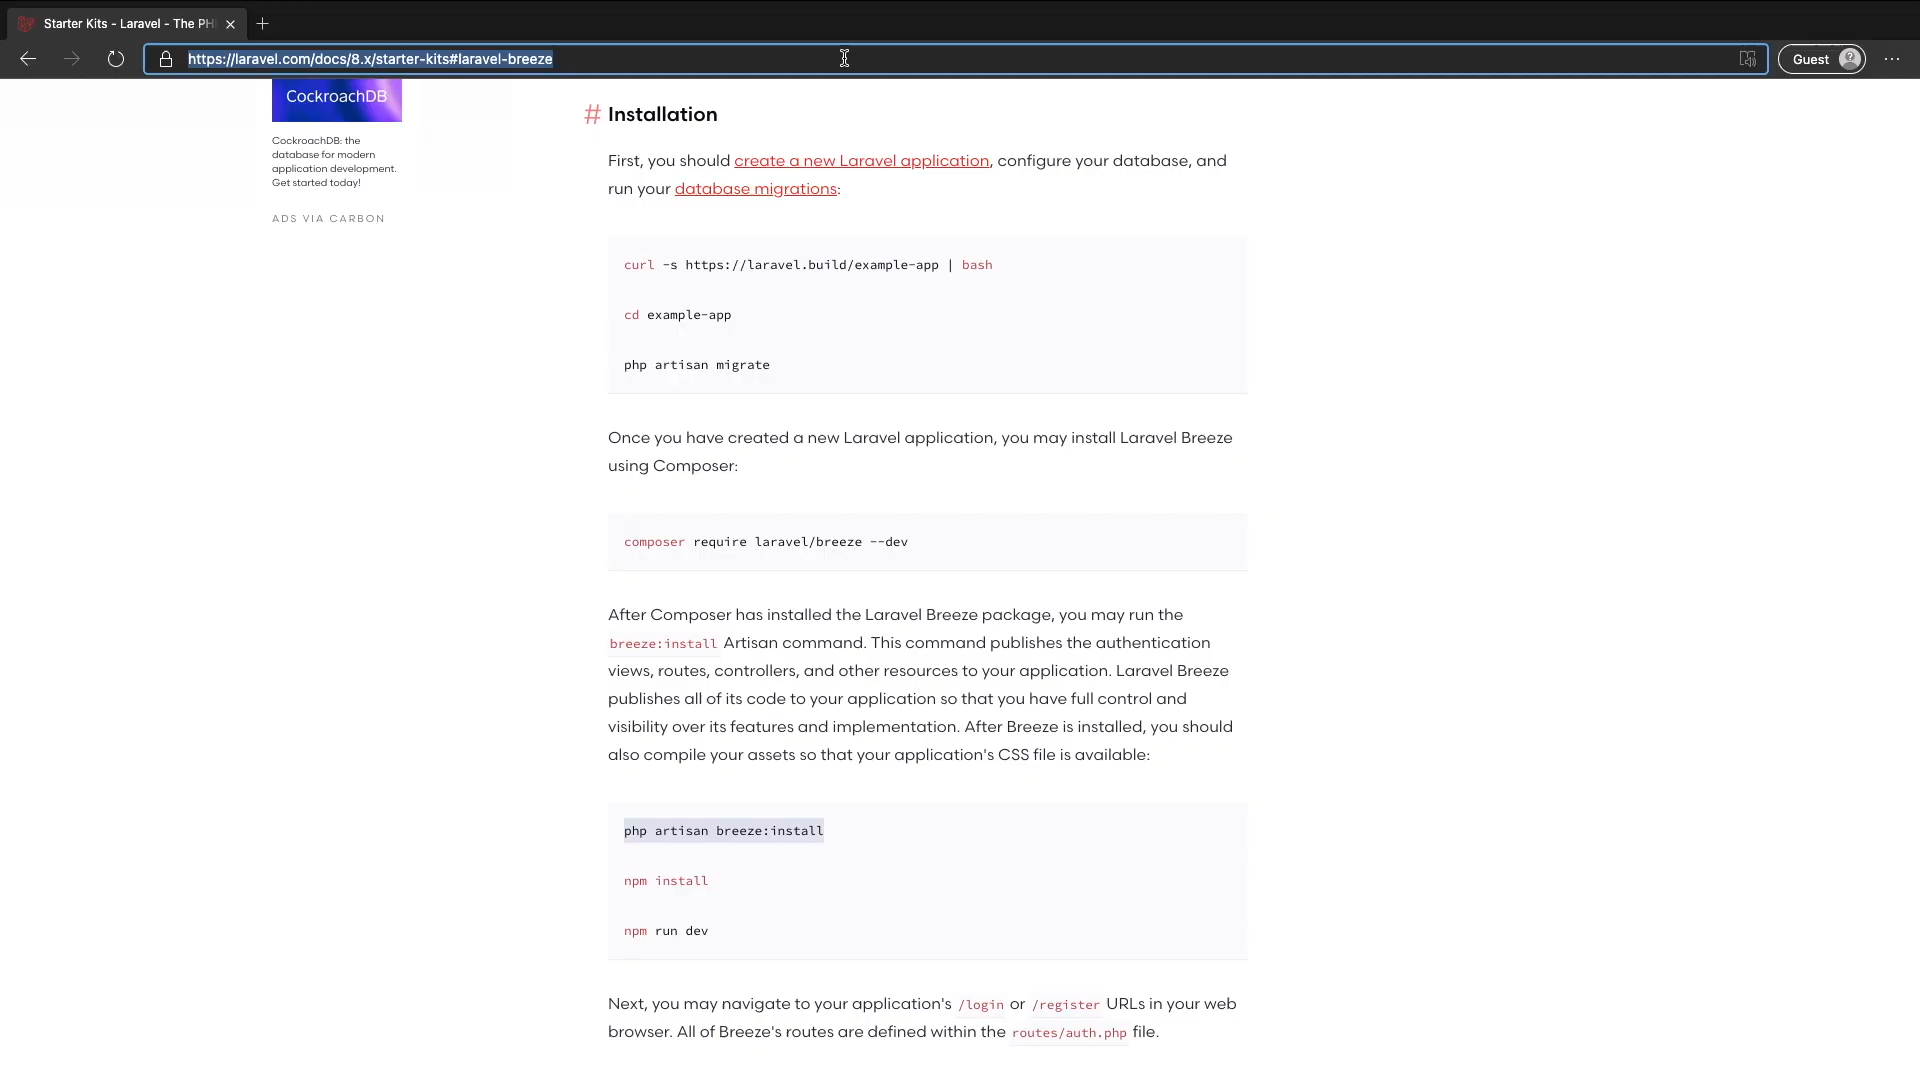 Starter Kits - Laravel - The PH
https://laravel.com/docs/8.x/starter-kits#laravel-breeze
Guest
CockroachDB
CockroachDB: the
database for modern
application development.
Get started today!
ADS VIA CARBON
# Installation
First, you should create a new Laravel application, configure your database, and
run your database migrations:
curl -s https://laravel.build/example-app | bash
cd example-app
php artisan migrate
Once you have created a new Laravel application, you may install Laravel Breeze
using Composer:
composer require laravel/breeze --dev
After Composer has installed the Laravel Breeze package, you may run the
breeze:install Artisan command. This command publishes the authentication
views, routes, controllers, and other resources to your application. Laravel Breeze
publishes all of its code to your application so that you have full control and
visibility over its features and implementation. After Breeze is installed, you should
also compile your assets so that your application's CSS file is available:
php artisan breeze:install
npm install
npm run dev
Next, you may navigate to your application's /login or /register URLs in your web
browser. All of Breeze's routes are defined within the routes/auth.php file.